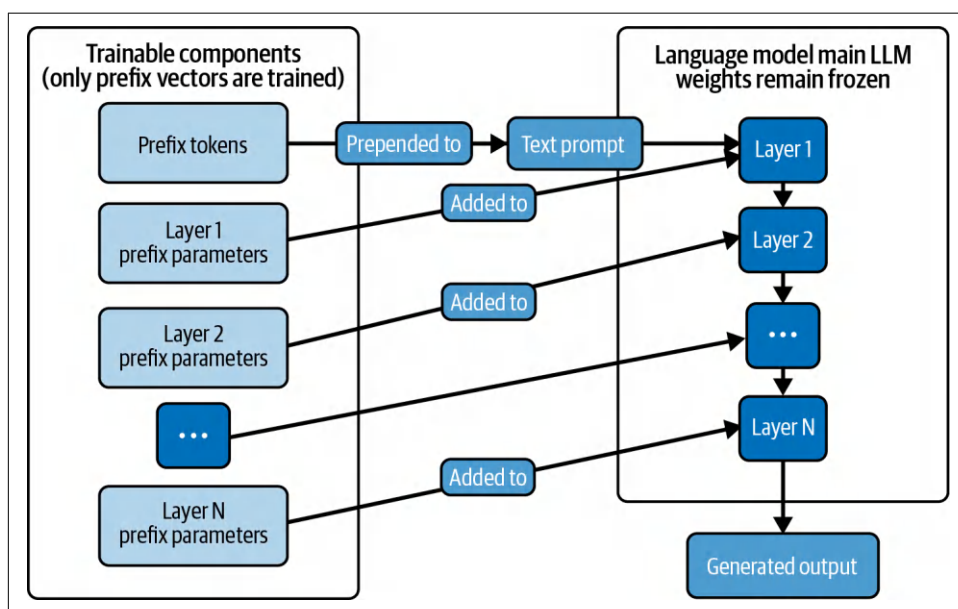 Trainable components
(only prefix vectors are trained)
Language model main LLM
weights remain frozen
Prefix tokens
Prepended to
Text prompt
Layer 1
Added to
Layer 1
prefix parameters
Layer 2
Added to
Layer 2
prefix parameters
...
...
Layer N
Added to
Layer N
prefix parameters
Generated output